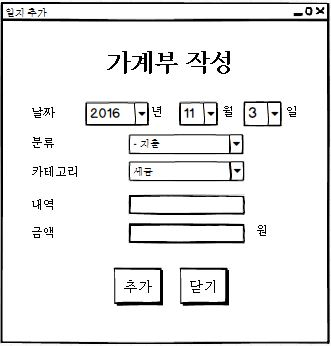 일지 추가
가계부 작성
날짜 2016 년 11 월 3 일
분류 - 지출
카테고리 세금
내역
금액 원
추가 닫기